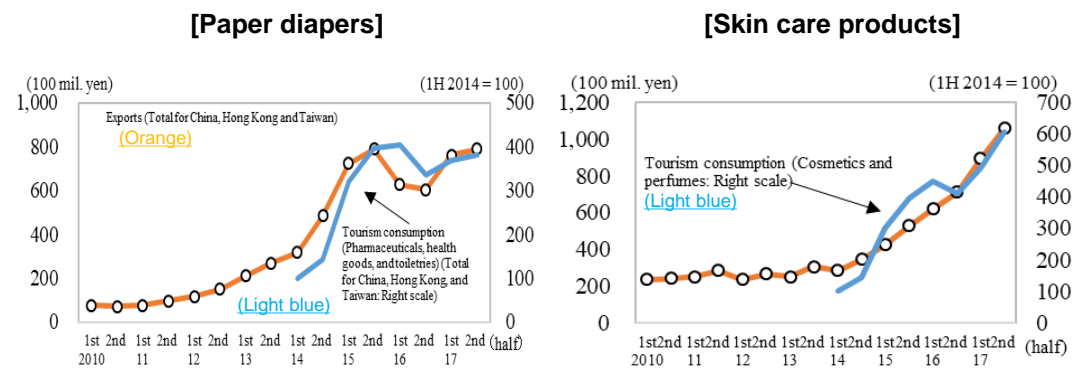 [Paper diapers]
(100 mil. yen)
(1H 2014 = 100)
1,000
800
600
400
200
0
500
400
300
200
100
0
Exports (Total for China, Hong Kong and Taiwan)
(Orange)
Tourism consumption
(Pharmaceuticals, health
goods, and toiletries) (Total
for China, Hong Kong, and
Taiwan: Right scale)
(Light blue)
1st 2nd 1st 2nd 1st 2nd 1st 2nd 1st 2nd 1st 2nd 1st 2nd 1st 2nd (half)
2010 11 12 13 14 15 16 17
[Skin care products]
(100 mil. yen)
(1H 2014 = 100)
1,200
1,000
800
600
400
200
0
700
600
500
400
300
200
100
0
Tourism consumption (Cosmetics and
perfumes: Right scale)
(Light blue)
1st2nd 1st2nd 1st2nd 1st2nd 1st2nd 1st2nd 1st2nd 1st2nd (half)
2010 11 12 13 14 15 16 17